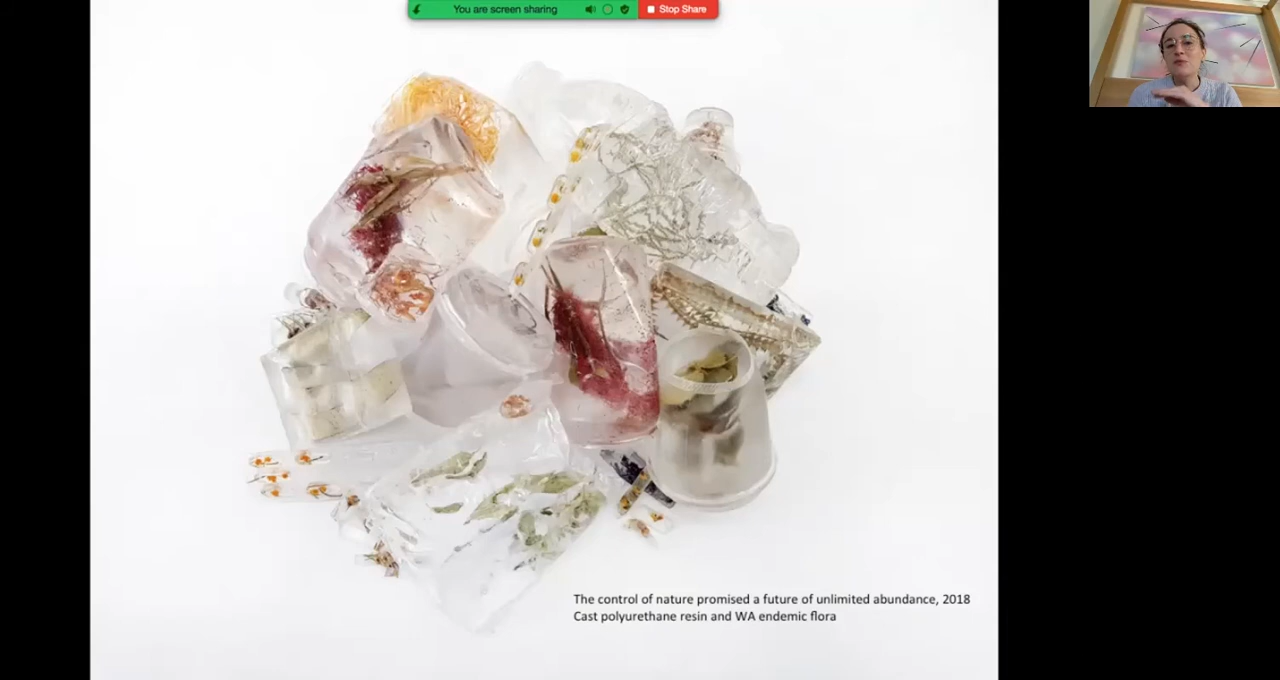 You are screen sharing
Stop Share
The control of nature promised a future of unlimited abundance, 2018
Cast polyurethane resin and WA endemic flora